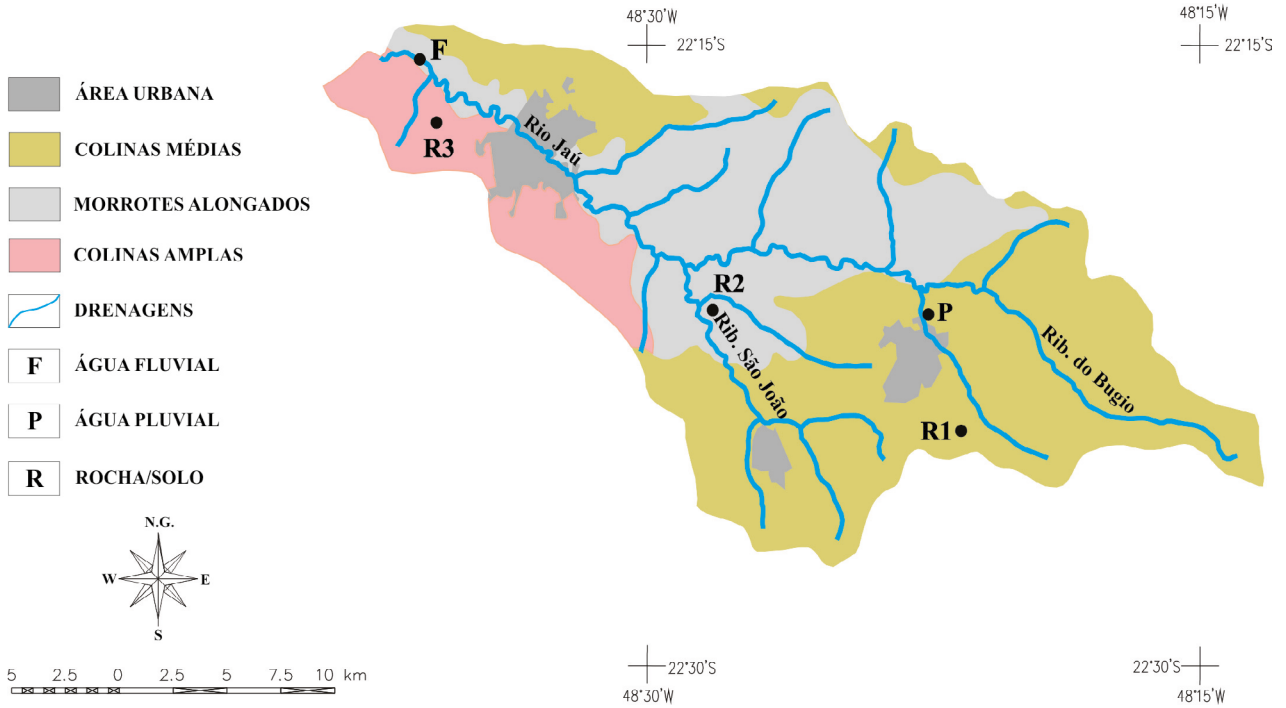 ÁREA URBANA
COLINAS MÉDIAS
MORROTES ALONGADOS
COLINAS AMPLAS
DRENAGENS
F ÁGUA FLUVIAL
P ÁGUA PLUVIAL
R ROCHA/SOLO
N.G.
W E
S
5 2.5 0 2.5 5 7.5 10 km
48°30'W
22°15'S
48°15'W
22°15'S
F
R3
Rio Jaú
R2
Rib. São João
P
R1
Rib. do Bugio
22°30'S
48°30'W
22°30'S
48°15'W